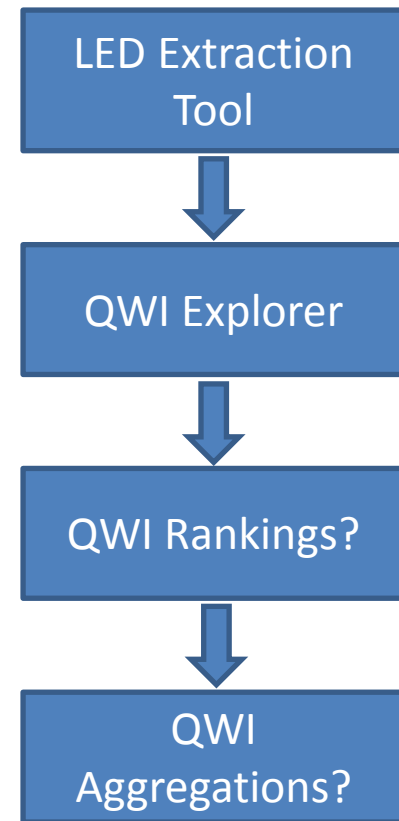 LED Extraction
Tool
QWI Explorer
QWI Rankings?
QWI
Aggregations?